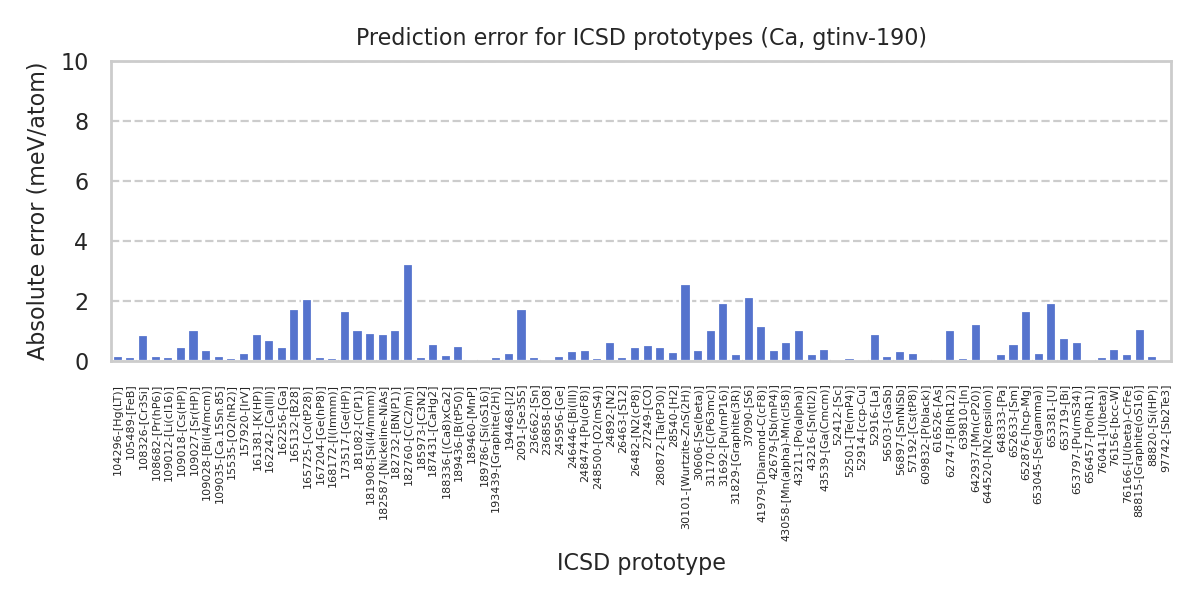 Prediction error for ICSD prototypes (Ca, gtinv-190)
Absolute error (meV/atom)
10
8
6
4
2
0
104296-[Hg(LT)]
105489-[FeB]
108326-[Cr3Si]
108682-[Pr(hP6)]
109012-[Li(cI16)]
109018-[Cs(HP)]
109027-[Sr(HP)]
109028-[Bi(I4/mcm)]
109035-[Ca.15Sn.85]
15535-[O2(hR2)]
157920-[IrV]
161381-[K(HP)]
162242-[Ca(III)]
162256-[Ga]
165132-[B28]
165725-[Co(tP28)]
167204-[Ge(hP8)]
168172-[I(Immm)]
173517-[Ge(HP)]
181082-[C(P1)]
181908-[Si(I4/mmm)]
182587-[Nickeline-NiAs]
182732-[BN(P1)]
182760-[C(C2/m)]
182973-[C3N2]
187431-[CaHg2]
188336-[(Ca8)xCa2]
189436-[B(tP50)]
189460-[MnP]
189786-[Si(oS16)]
193439-[Graphite(2H)]
194468-[I2]
2091-[Se3S5]
236662-[Sn]
236858-[O8]
245956-[Ge]
246446-[Bi(III)]
248474-[Pu(oF8)]
248500-[O2(mS4)]
24892-[N2]
26463-[S12]
26482-[N2(cP8)]
27249-[CO]
280872-[Ta(tP30)]
28540-[H2]
30101-[Wurtzite-ZnS(2H)]
30606-[Se(beta)]
31170-[C(P63mc)]
31692-[Pu(mP16)]
31829-[Graphite(3R)]
37090-[S6]
41979-[Diamond-C(cF8)]
42679-[Sb(mP4)]
43058-[Mn(alpha)-Mn(cI58)]
43211-[Po(alpha)]
43216-[Sn(tI2)]
43539-[Ga(Cmcm)]
52412-[Sc]
52501-[Te(mP4)]
52914-[ccp-Cu]
52916-[La]
56503-[GaSb]
56897-[SmNiSb]
57192-[Cs(tP8)]
609832-[P(black)]
616526-[As]
62747-[B(hR12)]
639810-[In]
642937-[Mn(cP20)]
644520-[N2(epsilon)]
648333-[Pa]
652633-[Sm]
652876-[hcp-Mg]
653045-[Se(gamma)]
653381-[U]
653719-[U]
653797-[Pu(mS34)]
656457-[Po(hR1)]
76041-[U(beta)]
76156-[bcc-W]
76166-[U(beta)-CrFe]
88815-[Graphite(oS16)]
88820-[Si(HP)]
97742-[Sb2Te3]
ICSD prototype